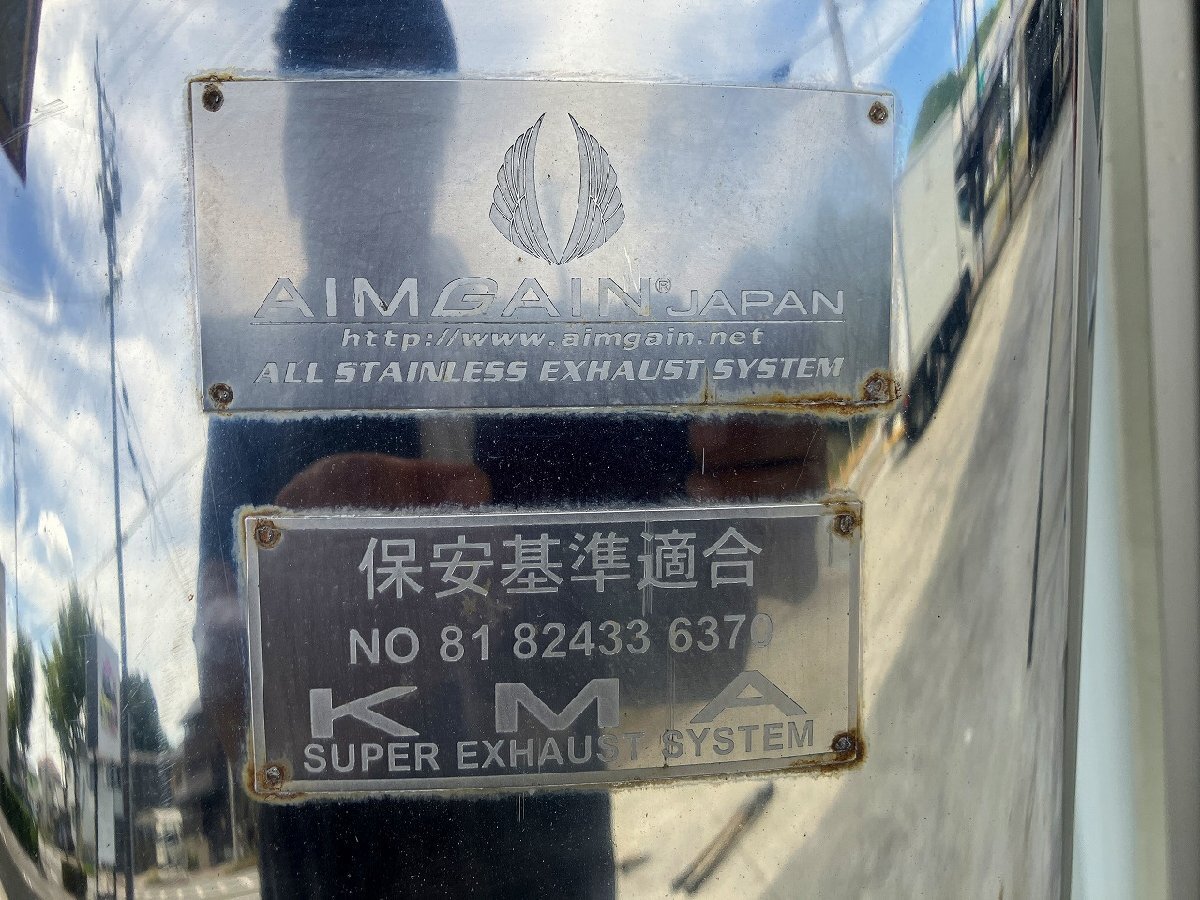 AIMGAIN® JAPAN
http://www.aimgain.net
ALL STAINLESS EXHAUST SYSTEM
保安基準適合
NO 81 82433 6370
KMA
SUPER EXHAUST SYSTEM